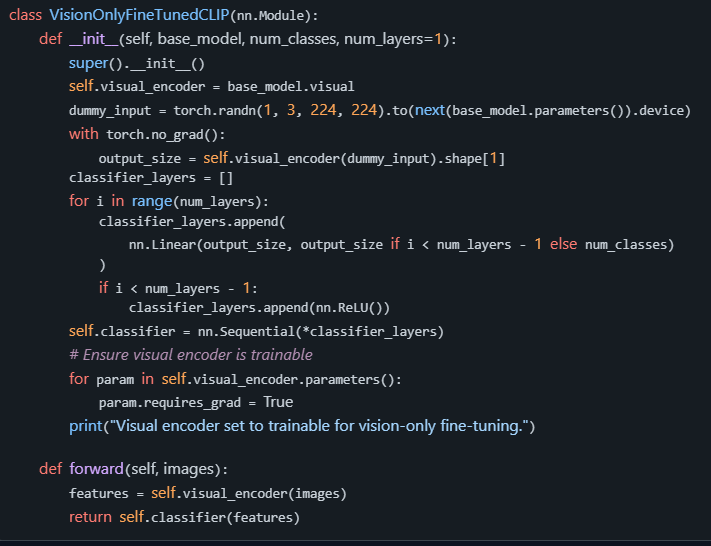 class VisionOnlyFineTunedCLIP(nn.Module):
    def __init__(self, base_model, num_classes, num_layers=1):
        super().__init__()
        self.visual_encoder = base_model.visual
        dummy_input = torch.randn(1, 3, 224, 224).to(next(base_model.parameters()).device)
        with torch.no_grad():
            output_size = self.visual_encoder(dummy_input).shape[1]
        classifier_layers = []
        for i in range(num_layers):
            classifier_layers.append(
                nn.Linear(output_size, output_size if i < num_layers - 1 else num_classes)
            )
            if i < num_layers - 1:
                classifier_layers.append(nn.ReLU())
        self.classifier = nn.Sequential(*classifier_layers)
        # Ensure visual encoder is trainable
        for param in self.visual_encoder.parameters():
            param.requires_grad = True
        print("Visual encoder set to trainable for vision-only fine-tuning.")

    def forward(self, images):
        features = self.visual_encoder(images)
        return self.classifier(features)